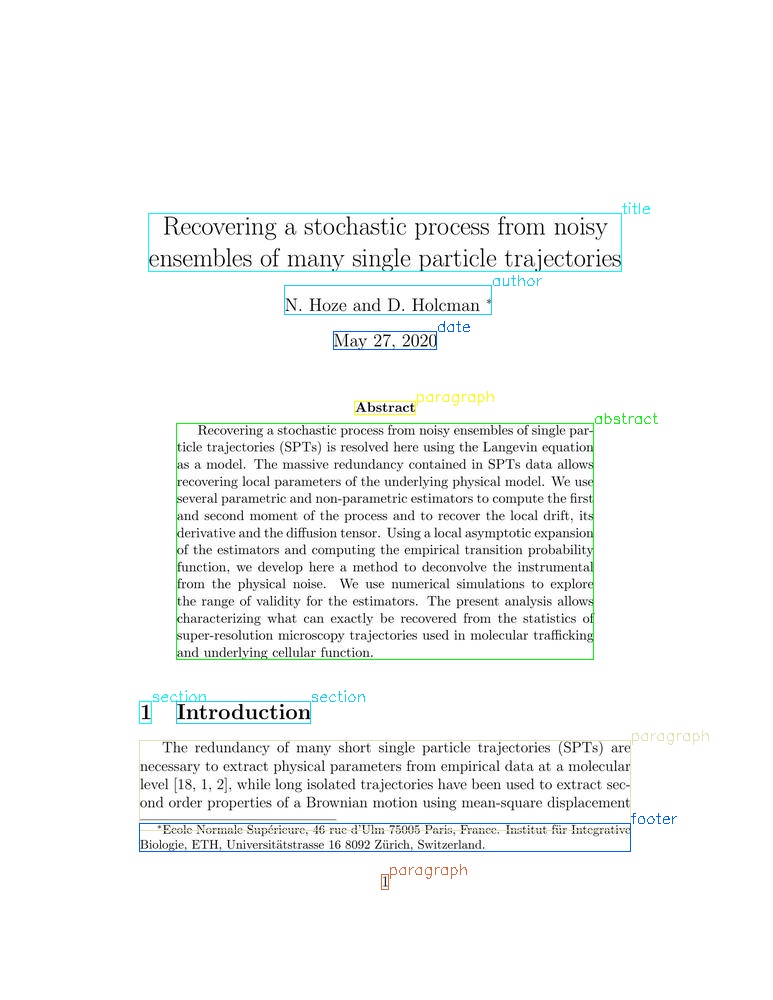 title
Recovering a stochastic process from noisy
ensembles of many single particle trajectories
author
N. Hoze and D. Holcman *
date
May 27, 2020
paragraph
Abstract
abstract
Recovering a stochastic process from noisy ensembles of single par-
ticle trajectories (SPTs) is resolved here using the Langevin equation
as a model. The massive redundancy contained in SPTs data allows
recovering local parameters of the underlying physical model. We use
several parametric and non-parametric estimators to compute the first
and second moment of the process and to recover the local drift, its
derivative and the diffusion tensor. Using a local asymptotic expansion
of the estimators and computing the empirical transition probability
function, we develop here a method to deconvolve the instrumental
from the physical noise. We use numerical simulations to explore
the range of validity for the estimators. The present analysis allows
characterizing what can exactly be recovered from the statistics of
super-resolution microscopy trajectories used in molecular trafficking
and underlying cellular function.
section section
1 Introduction
paragraph
The redundancy of many short single particle trajectories (SPTs) are
necessary to extract physical parameters from empirical data at a molecular
level [18, 1, 2], while long isolated trajectories have been used to extract sec-
ond order properties of a Brownian motion using mean-square displacement
footer
*Ecole Normale Supérieure, 46 rue d'Ulm 75005 Paris, France. Institut für Integrative
Biologie, ETH, Universitätstrasse 16 8092 Zürich, Switzerland.
paragraph
1